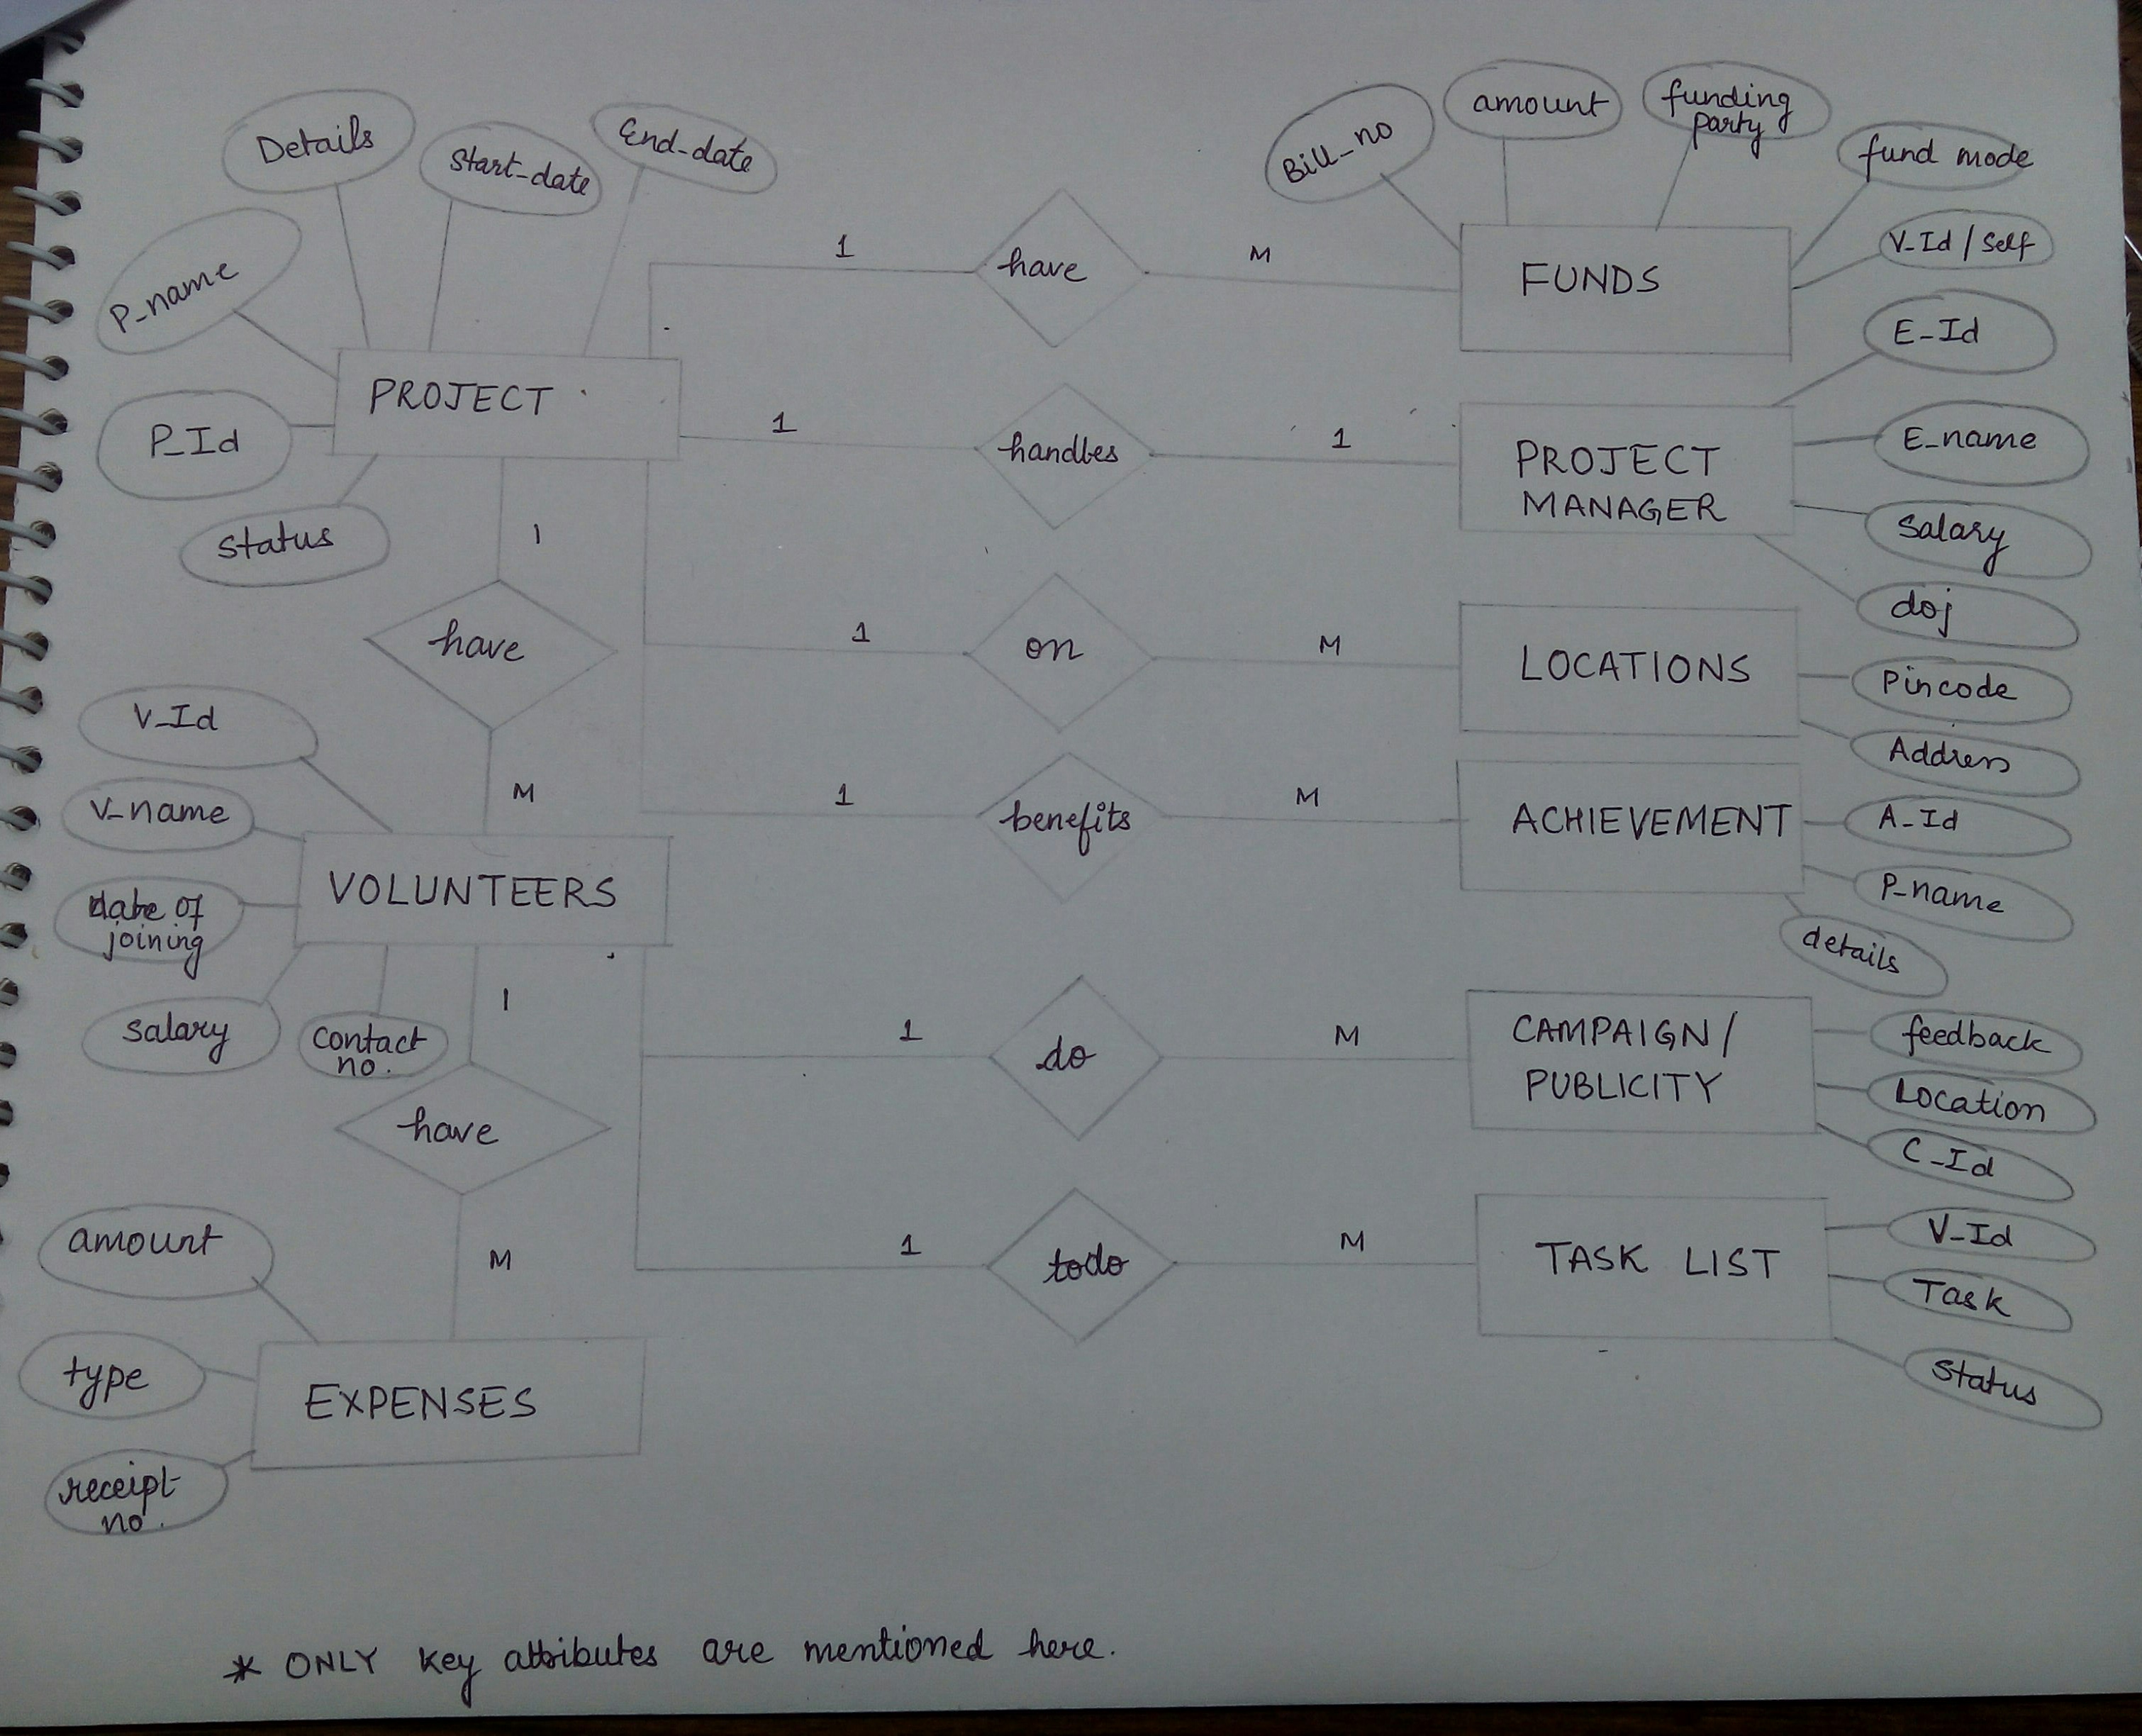 Details
Start_date
End_date
P_name
P_Id
Status
PROJECT
1
have
M
Bill_no
amount
funding
party
fund mode
V_Id / Self
FUNDS
1
handles
1
PROJECT
MANAGER
E_Id
E_name
Salary
doj
1
on
M
LOCATIONS
Pincode
Address
1
benefits
M
ACHIEVEMENT
A_Id
P_name
details
1
have
M
V_Id
V_name
date of
joining
Salary
Contact
no.
VOLUNTEERS
1
do
M
CAMPAIGN/
PUBLICITY
feedback
Location
C_Id
1
todo
M
TASK LIST
V_Id
Task
Status
1
have
M
amount
type
receipt
no.
EXPENSES
* ONLY key attributes are mentioned here.